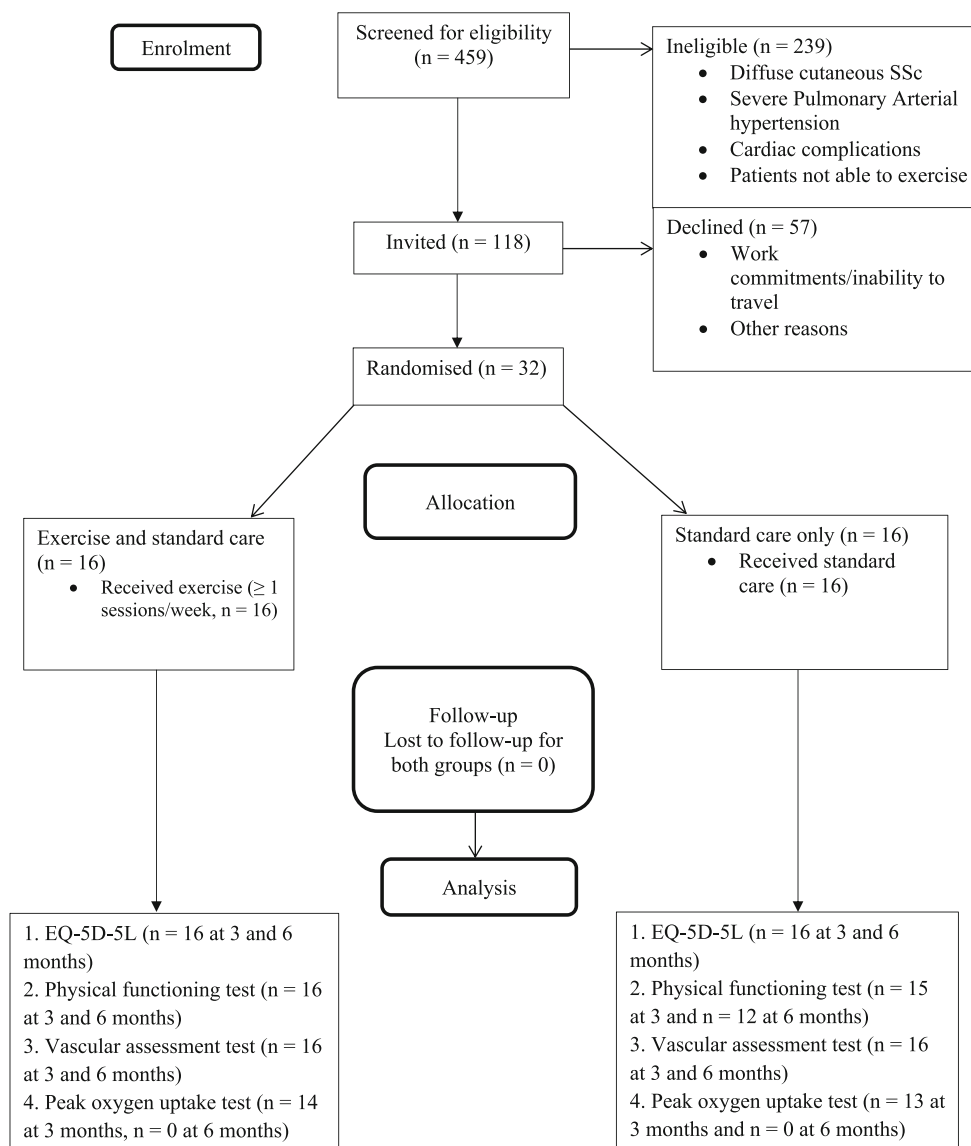 Enrolment
Screened for eligibility
(n = 459)
Ineligible (n = 239)
• Diffuse cutaneous SSc
• Severe Pulmonary Arterial
hypertension
• Cardiac complications
• Patients not able to exercise
Invited (n = 118)
Declined (n = 57)
• Work
commitments/inability to
travel
• Other reasons
Randomised (n = 32)
Allocation
Exercise and standard care
(n = 16)
• Received exercise (≥ 1
sessions/week, n = 16)
Standard care only (n = 16)
• Received standard
care (n = 16)
Follow-up
Lost to follow-up for
both groups (n = 0)
Analysis
1. EQ-5D-5L (n = 16 at 3 and 6
months)
2. Physical functioning test (n = 16
at 3 and 6 months)
3. Vascular assessment test (n = 16
at 3 and 6 months)
4. Peak oxygen uptake test (n = 14
at 3 months, n = 0 at 6 months)
1. EQ-5D-5L (n = 16 at 3 and 6
months)
2. Physical functioning test (n = 15
at 3 and n = 12 at 6 months)
3. Vascular assessment test (n = 16
at 3 and 6 months)
4. Peak oxygen uptake test (n = 13 at
3 months and n = 0 at 6 months)